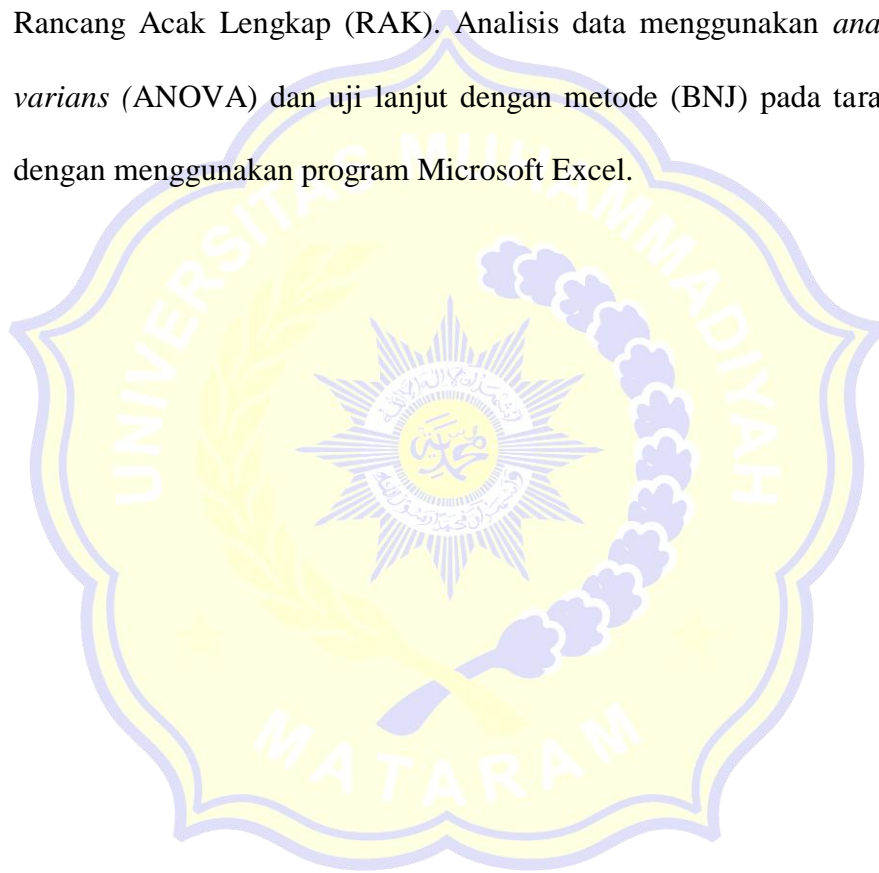 Rancang Acak Lengkap (RAK). Analisis data menggunakan ana
varians (ANOVA) dan uji lanjut dengan metode (BNJ) pada tara
dengan menggunakan program Microsoft Excel.
UNIVERSITAS MUHAMMADIYAH
MATARAM